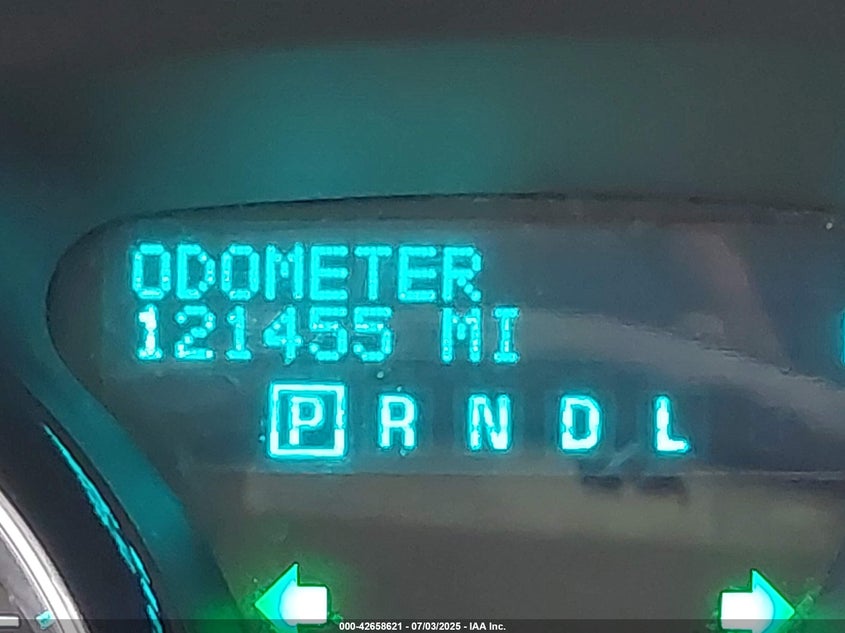 ODOMETER
121455 MI
P R N D L
000-42658621 - 07/03/2025 - IAA Inc.